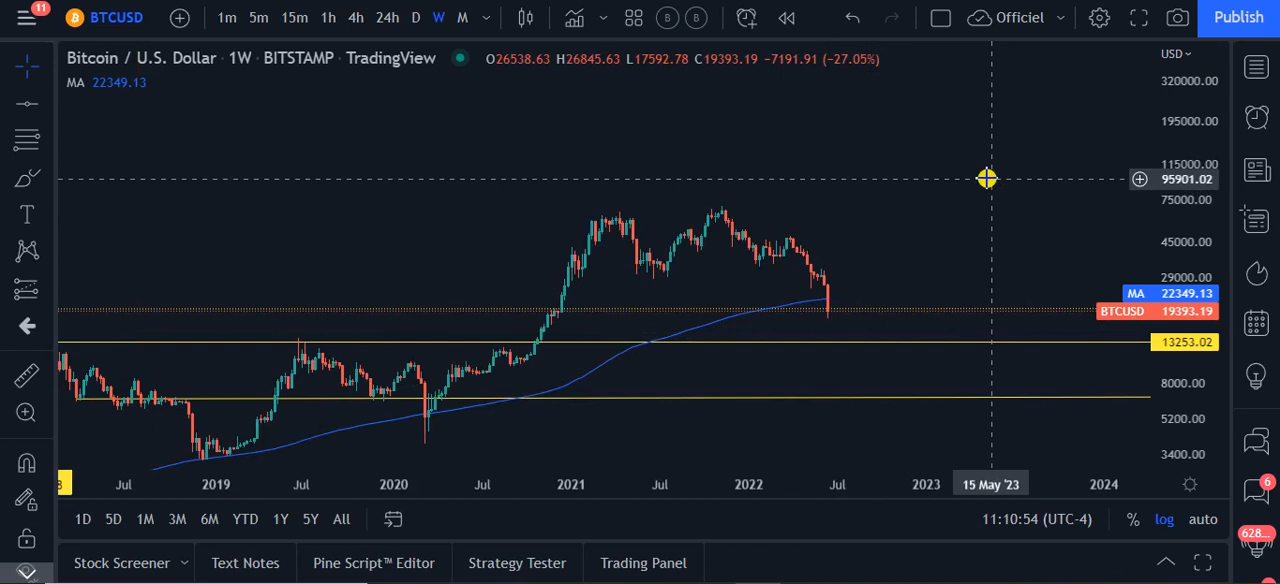 11
BTCUSD 1m 5m 15m 1h 4h 24h D W M B B Officiel Publish
Bitcoin / U.S. Dollar · 1W · BITSTAMP · TradingView O26538.63 H26845.63 L17592.78 C19393.19 −7191.91 (−27.05%) USD
MA 22349.13
320000.00
195000.00
115000.00
95901.02
75000.00
45000.00
29000.00
MA 22349.13
BTCUSD 19393.19
13253.02
8000.00
5200.00
3400.00
Jul 2019 Jul 2020 Jul 2021 Jul 2022 Jul 2023 15 May '23 2024
6
1D 5D 1M 3M 6M YTD 1Y 5Y All 11:10:54 (UTC-4) % log auto
628...
Stock Screener Text Notes Pine Script™ Editor Strategy Tester Trading Panel